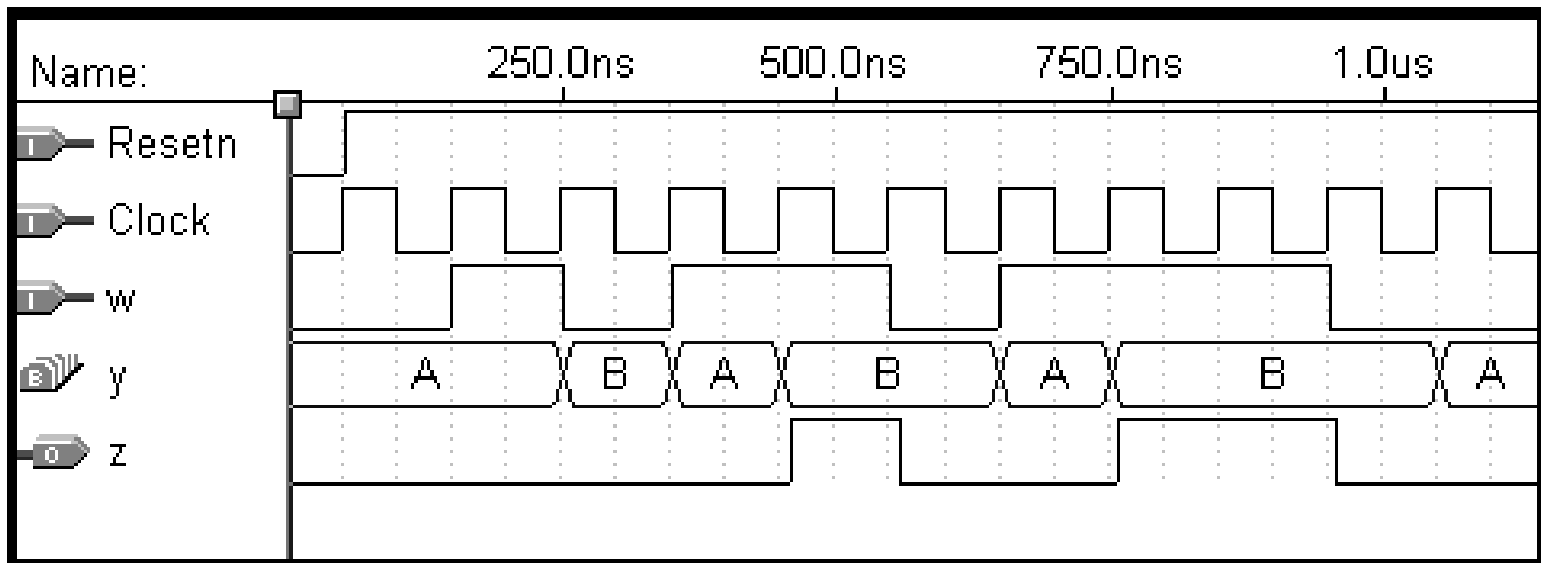 Name: 250.0ns 500.0ns 750.0ns 1.0us
I Resetn
I Clock
I w
B y A B A B A B A
O z